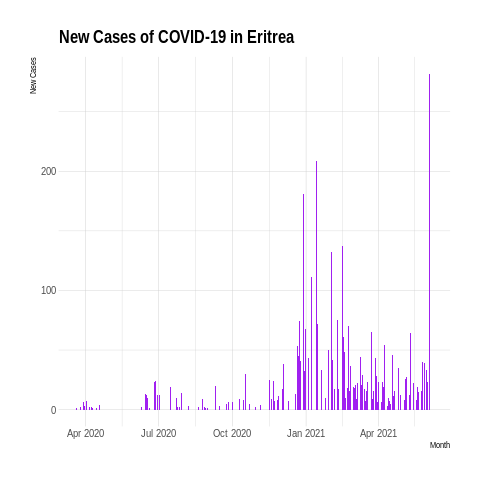 New Cases of COVID-19 in Eritrea
New Cases
200
100
0
Apr 2020 Jul 2020 Oct 2020 Jan 2021 Apr 2021
Month